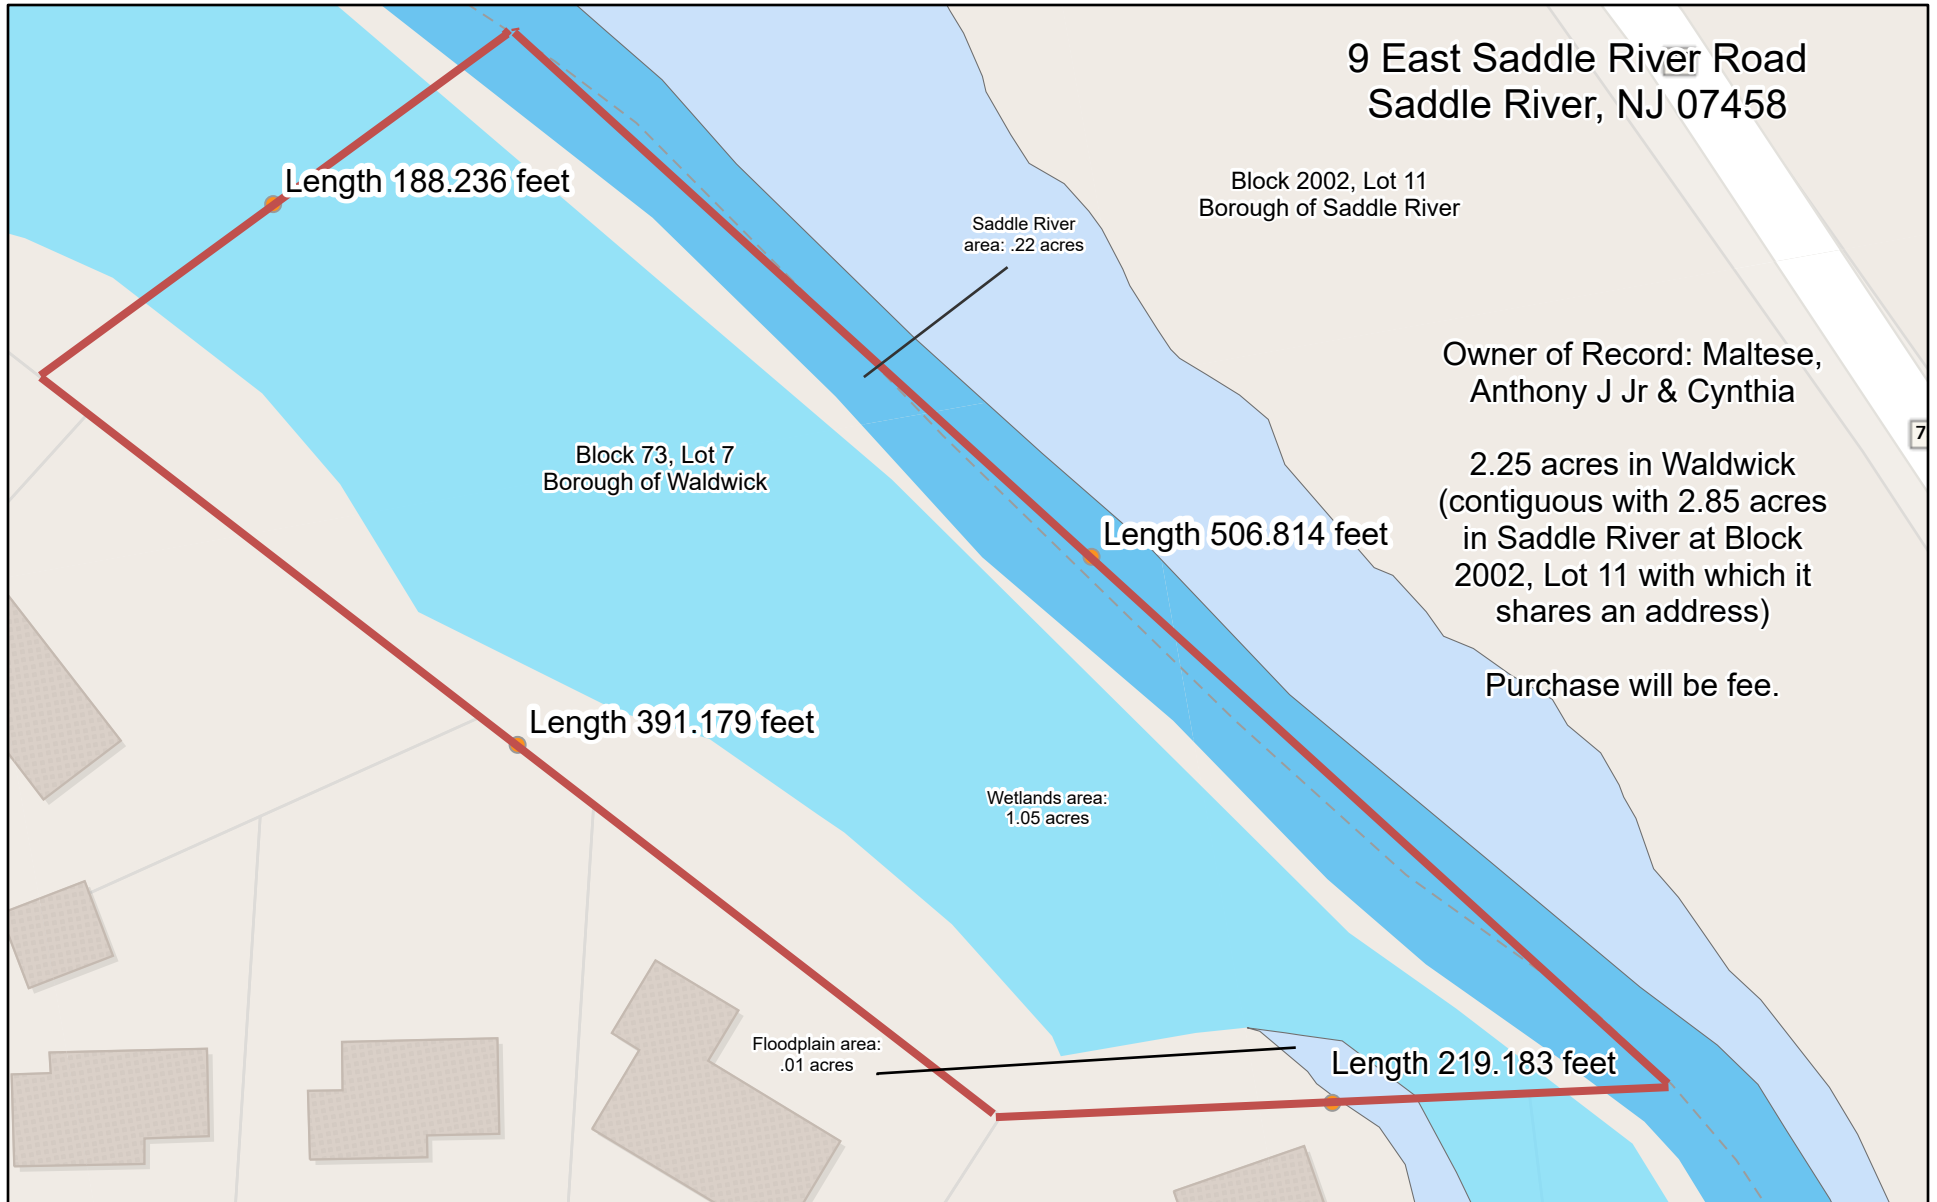 9 East Saddle River Road
Saddle River, NJ 07458
Length 188.236 feet
Block 2002, Lot 11
Borough of Saddle River
Saddle River
area: .22 acres
Owner of Record: Maltese,
Anthony J Jr & Cynthia
2.25 acres in Waldwick
(contiguous with 2.85 acres
in Saddle River at Block
2002, Lot 11 with which it
shares an address)
Purchase will be fee.
7
Block 73, Lot 7
Borough of Waldwick
Length 506.814 feet
Length 391.179 feet
Wetlands area:
1.05 acres
Floodplain area:
.01 acres
Length 219.183 feet